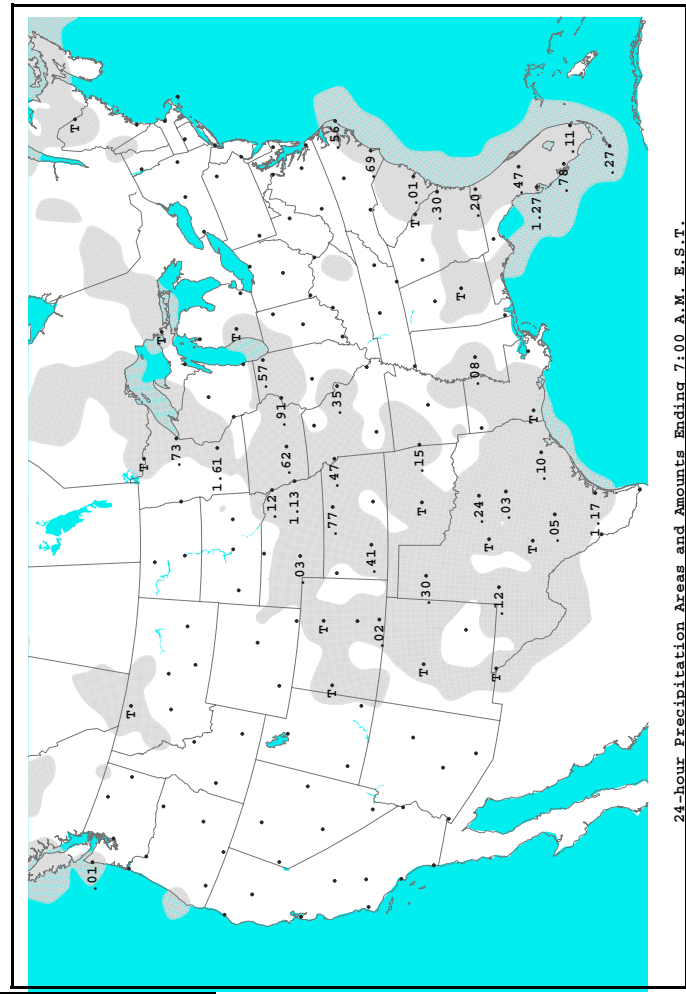 T
.01
T
T
T
.73
1.61
T
.57
.12
.91
.62
1.13
.03
T
T
.77
.47
.35
.56
.69
.41
.02
.01
T
.15
T
T
.30
.30
T
.08
.20
.24
T
T
.12
.03
.47
T
T
1.27
.10
.05
.78
.11
1.17
.27
24-hour Precipitation Areas and Amounts Ending 7:00 A.M. E.S.T.